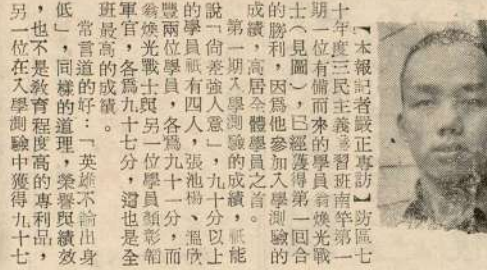 【本報記者嚴正專訪】防區七
十年度三民主義講習班南竿第一
期一位有備而來的學員翁煥光戰
士(見圖),已經獲得第一回合
的勝利,因爲他參加入學測驗的
成績,高居全體學員之首。
第一期入學測驗的成績,祇能
說「尙差強人意」,九十分以上
的學員祇有四人,張池楊、溫欣
豐兩位學員,各爲九十一分,而
翁煥光戰士與另一位學員顏彰韜
軍官,各爲九十七分,這也是全
班最高的成績。
常言道的好:「英雄不論出身
低」,同樣的道理,榮譽與績效
,也不是教育程度高的專利品,
另一位在入學測驗中獲得九十七